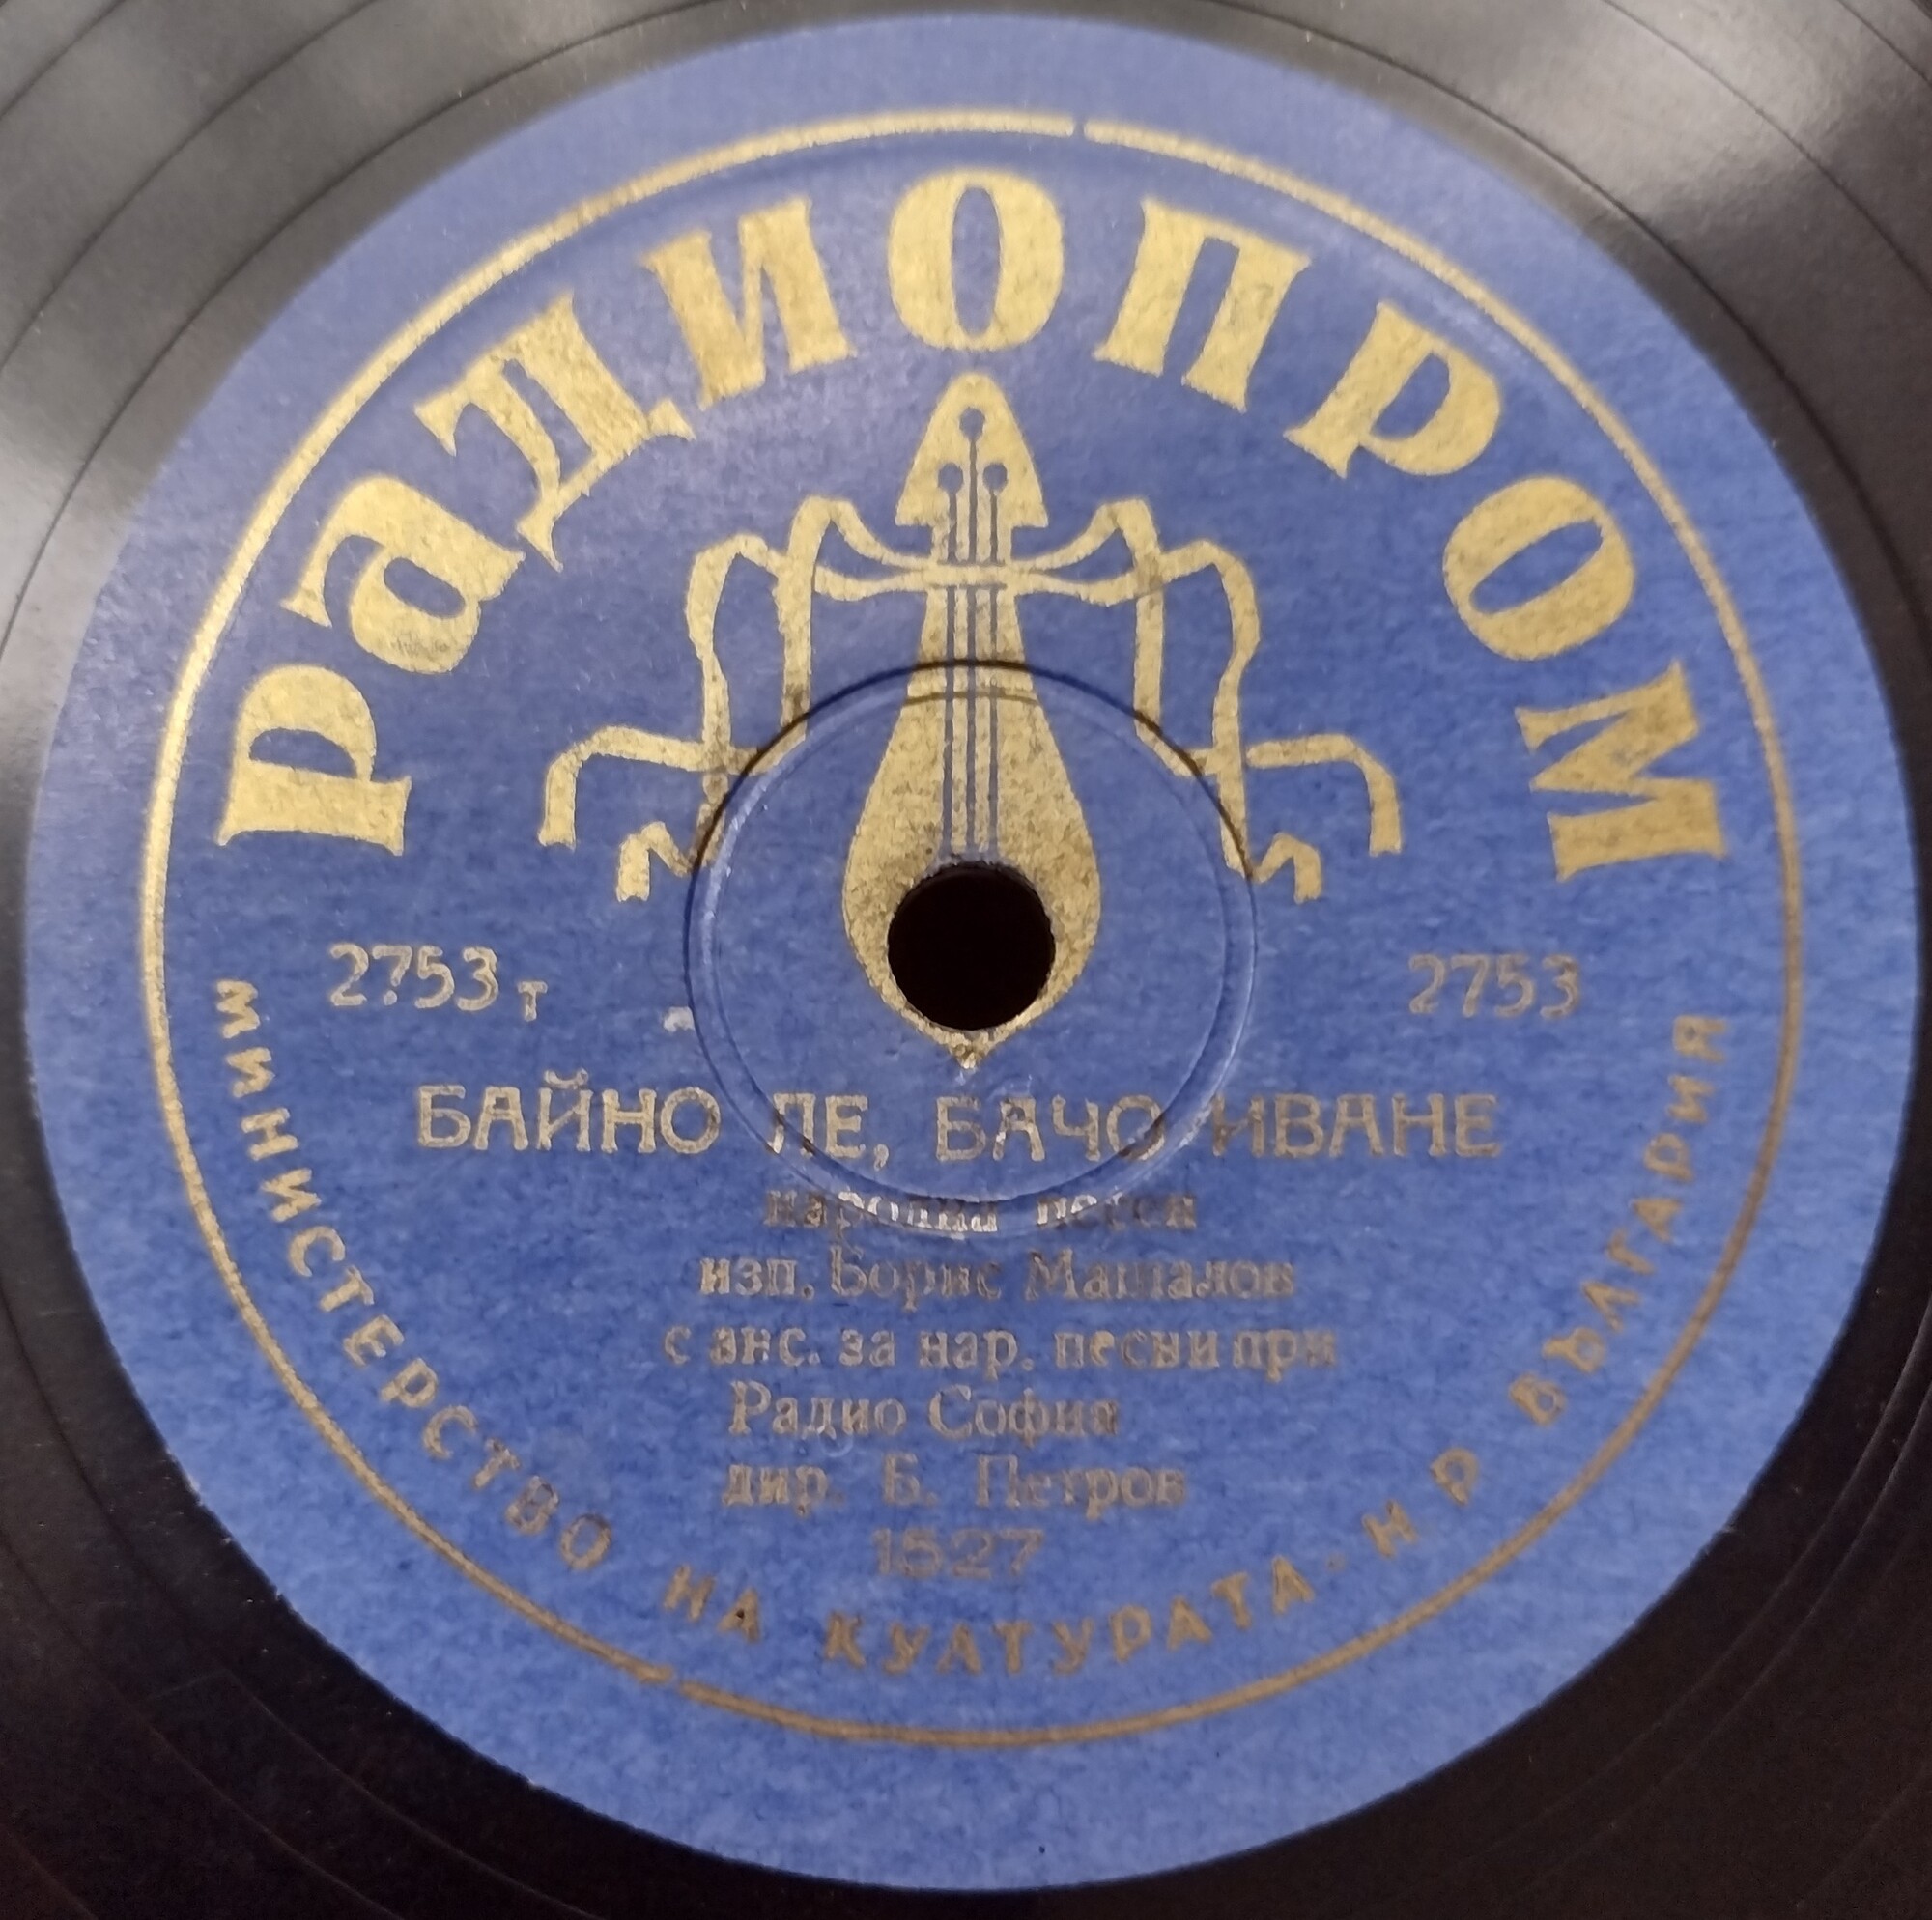 радиопром
2753 т
2753
БАЙНО ЛЕ, БАЧО ИВАНЕ
народни песен
изп. Борис Машалов
с анс. за нар. песни при
Радио София
дир. Б. Петров
1527
МИНИСТЕРСТВО НА КУЛТУРАТА - Н Р БЪЛГАРИЯ